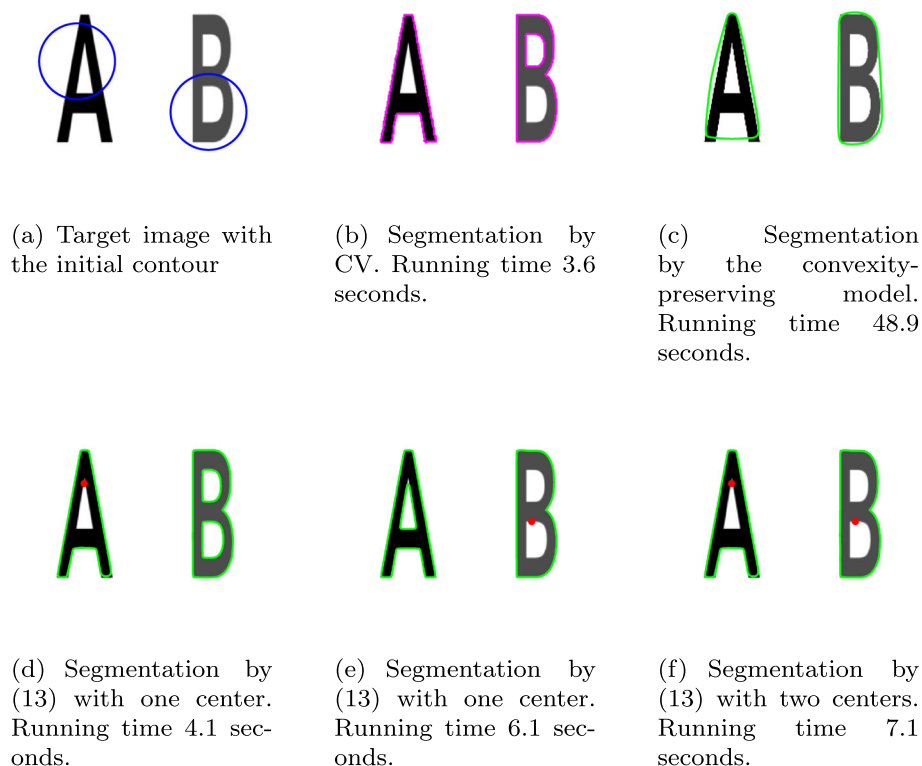 A B
A B
A B
(a) Target image with
the initial contour
(b) Segmentation by
CV. Running time 3.6
seconds.
(c) Segmentation
by the convexity-
preserving model.
Running time 48.9
seconds.
A B
A B
A B
(d) Segmentation by
(13) with one center.
Running time 4.1 sec-
onds.
(e) Segmentation by
(13) with one center.
Running time 6.1 sec-
onds.
(f) Segmentation by
(13) with two centers.
Running time 7.1
seconds.